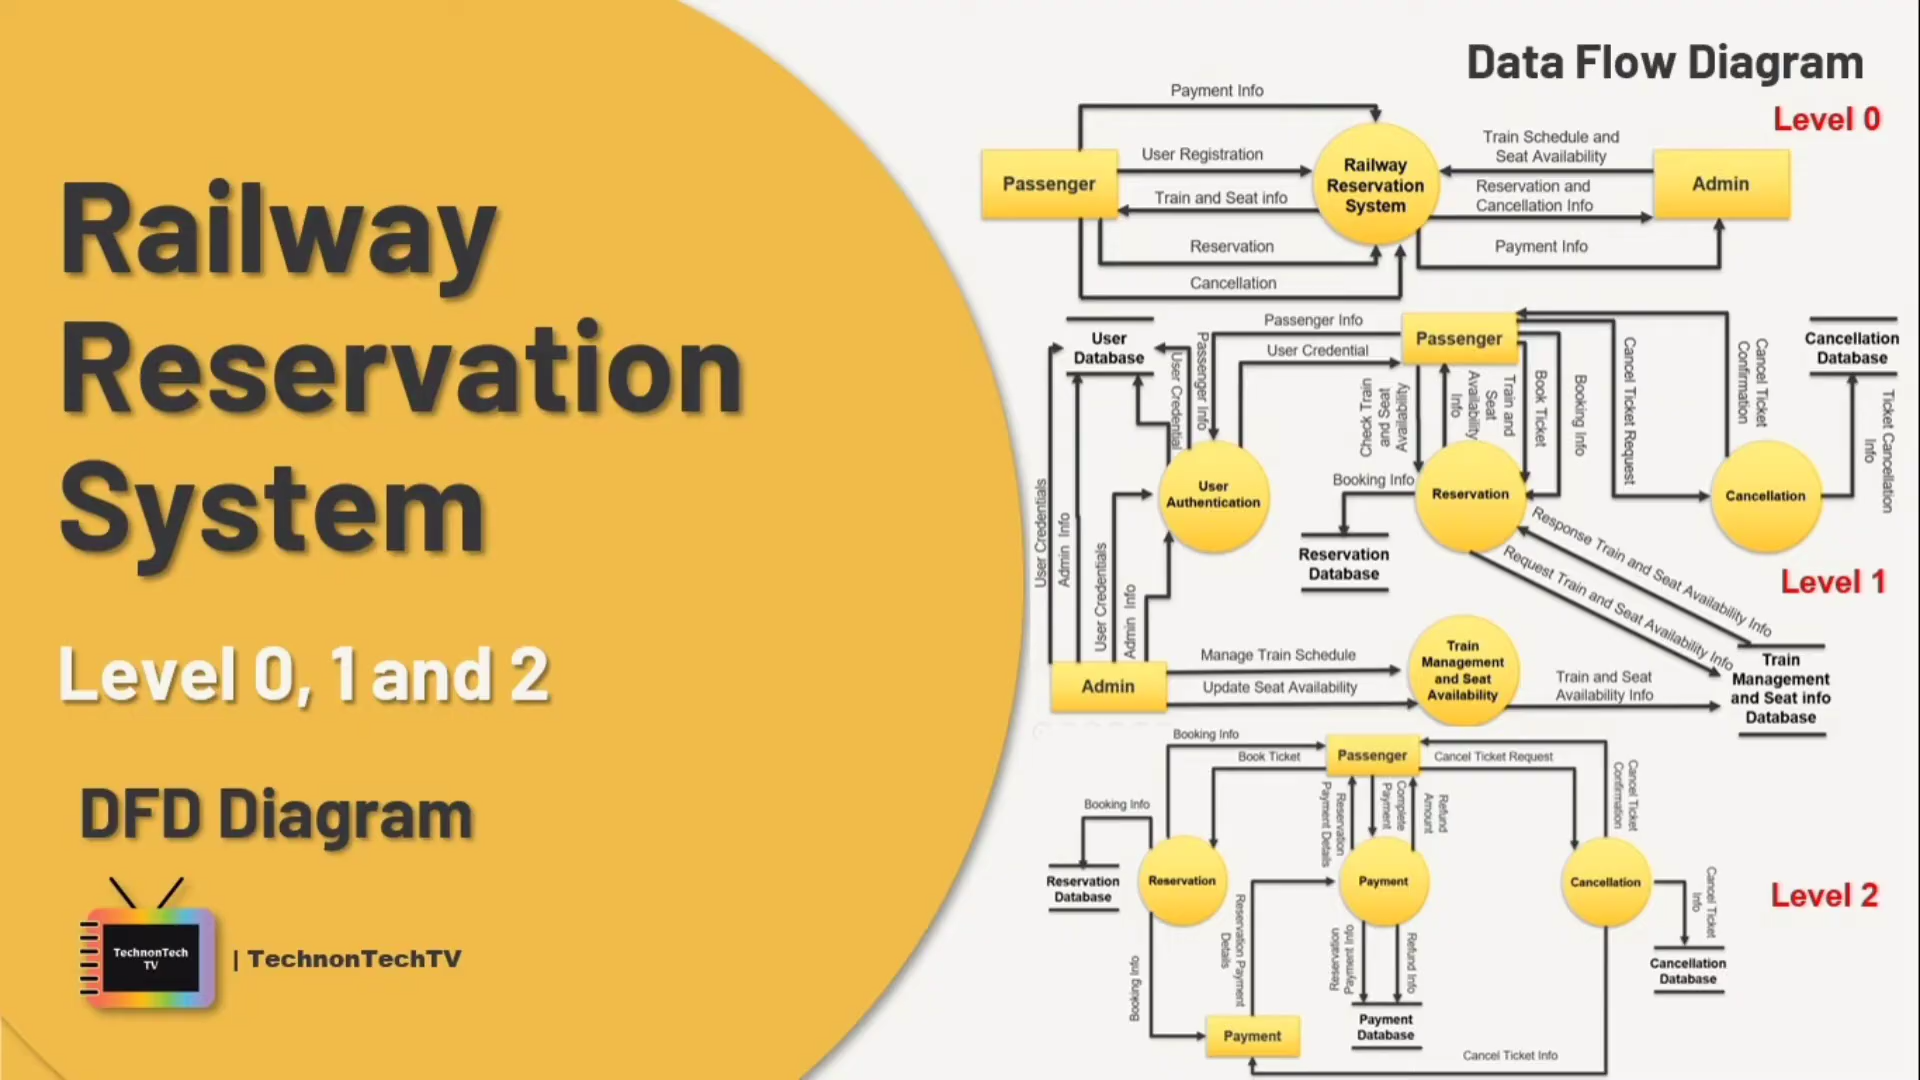 Railway
Reservation
System
Level 0, 1 and 2
DFD Diagram
TechnonTech
TV
| TechnonTechTV
Data Flow Diagram
Level 0
Payment Info
Passenger
User Registration
Train and Seat info
Reservation
Cancellation
Railway
Reservation
System
Train Schedule and
Seat Availability
Reservation and
Cancellation Info
Payment Info
Admin
User
Database
Passenger Info
User Credential
Passenger
Cancellation
Database
User Credential
Passenger Info
Check Train
and Seat
Availability
Train and
Seat
Availability
Info
Book Ticket
Booking Info
Cancel Ticket Request
Cancel Ticket
Confirmation
Ticket Cancellation
Info
User
Authentication
Booking Info
Reservation
Cancellation
Reservation
Database
Response Train and Seat Availability Info
Request Train and Seat Availability Info
Level 1
User Credentials
Admin Info
User Credentials
Admin Info
Admin
Manage Train Schedule
Update Seat Availability
Train
Management
and Seat
Availability
Train and Seat
Availability Info
Train
Management
and Seat info
Database
Booking Info
Book Ticket
Passenger
Cancel Ticket Request
Cancel Ticket
Confirmation
Booking Info
Reservation
Payment Details
Complete
Payment
Refund
Amount
Reservation
Database
Reservation
Payment
Cancellation
Level 2
Cancel Ticket
Info
Reservation Payment
Details
Reservation
Payment Info
Refund Info
Booking Info
Cancellation
Database
Payment
Payment
Database
Cancel Ticket Info